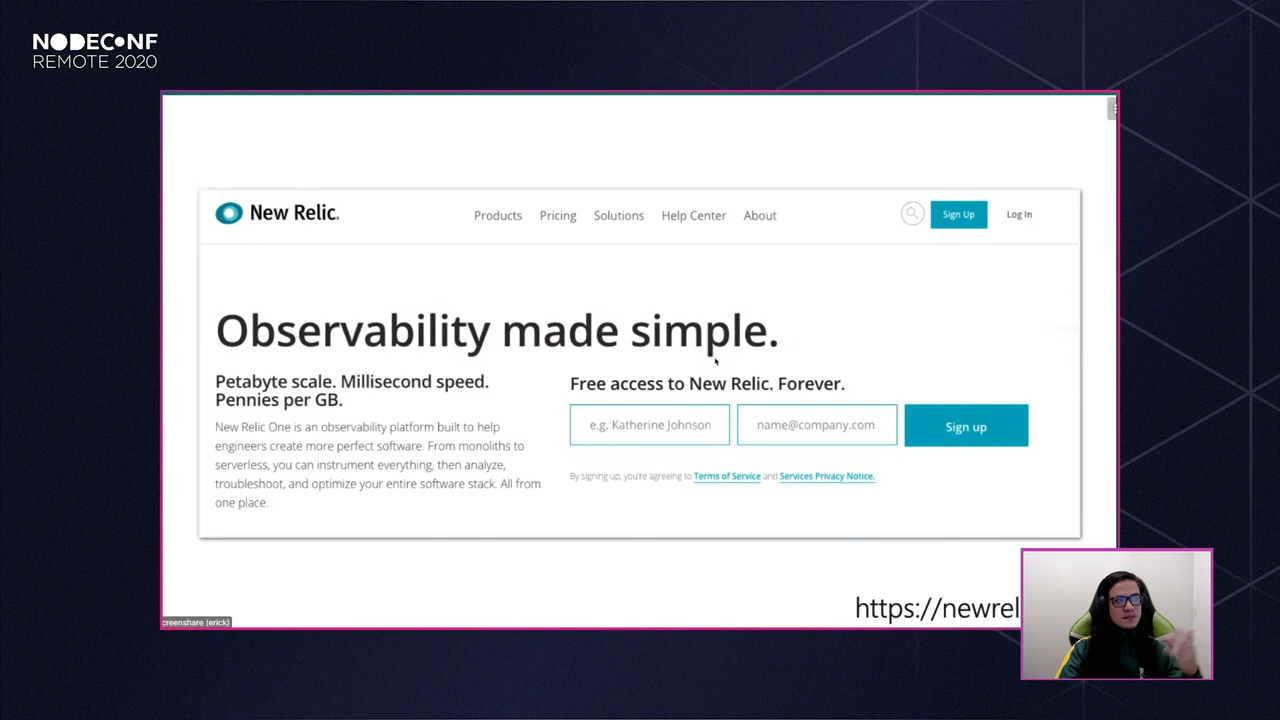 NODECONF
REMOTE 2020
New Relic.
Products Pricing Solutions Help Center About
Sign Up
Log In
Observability made simple.
Petabyte scale. Millisecond speed.
Pennies per GB.
New Relic One is an observability platform built to help
engineers create more perfect software. From monoliths to
serverless, you can instrument everything, then analyze,
troubleshoot, and optimize your entire software stack. All from
one place.
Free access to New Relic. Forever.
e.g. Katherine Johnson
name@company.com
Sign up
By signing up, you're agreeing to Terms of Service and Services Privacy Notice.
https://newrel
creenshare (erick)